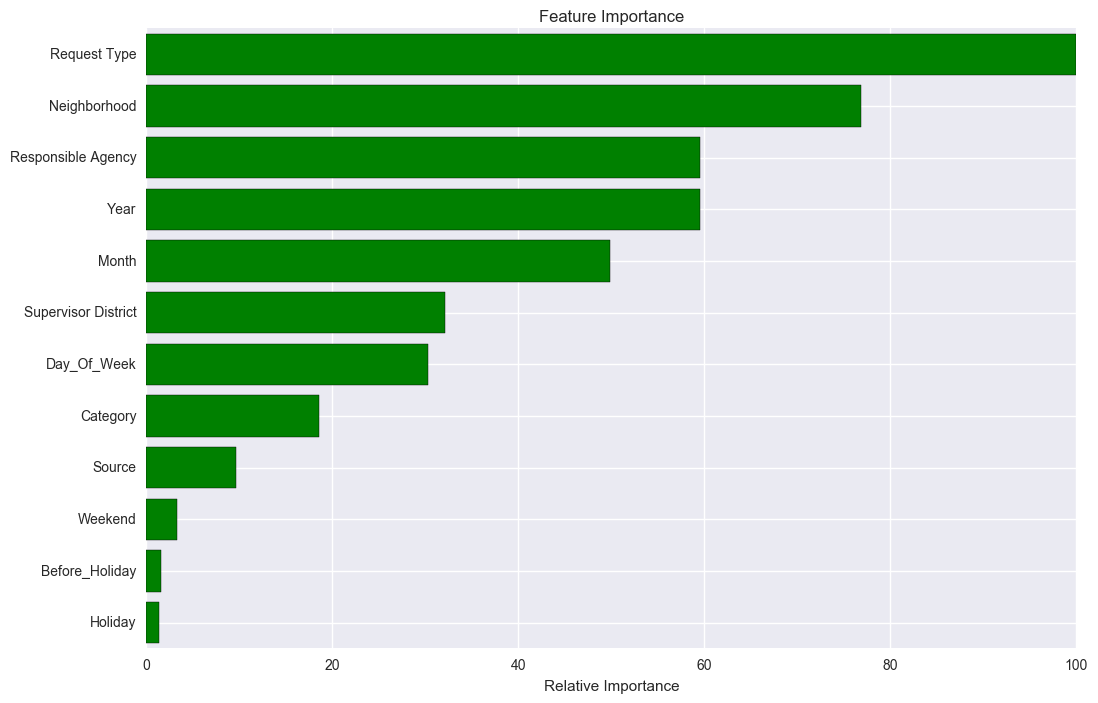 Feature Importance
Request Type
Neighborhood
Responsible Agency
Year
Month
Supervisor District
Day_Of_Week
Category
Source
Weekend
Before_Holiday
Holiday
0 20 40 60 80 100
Relative Importance